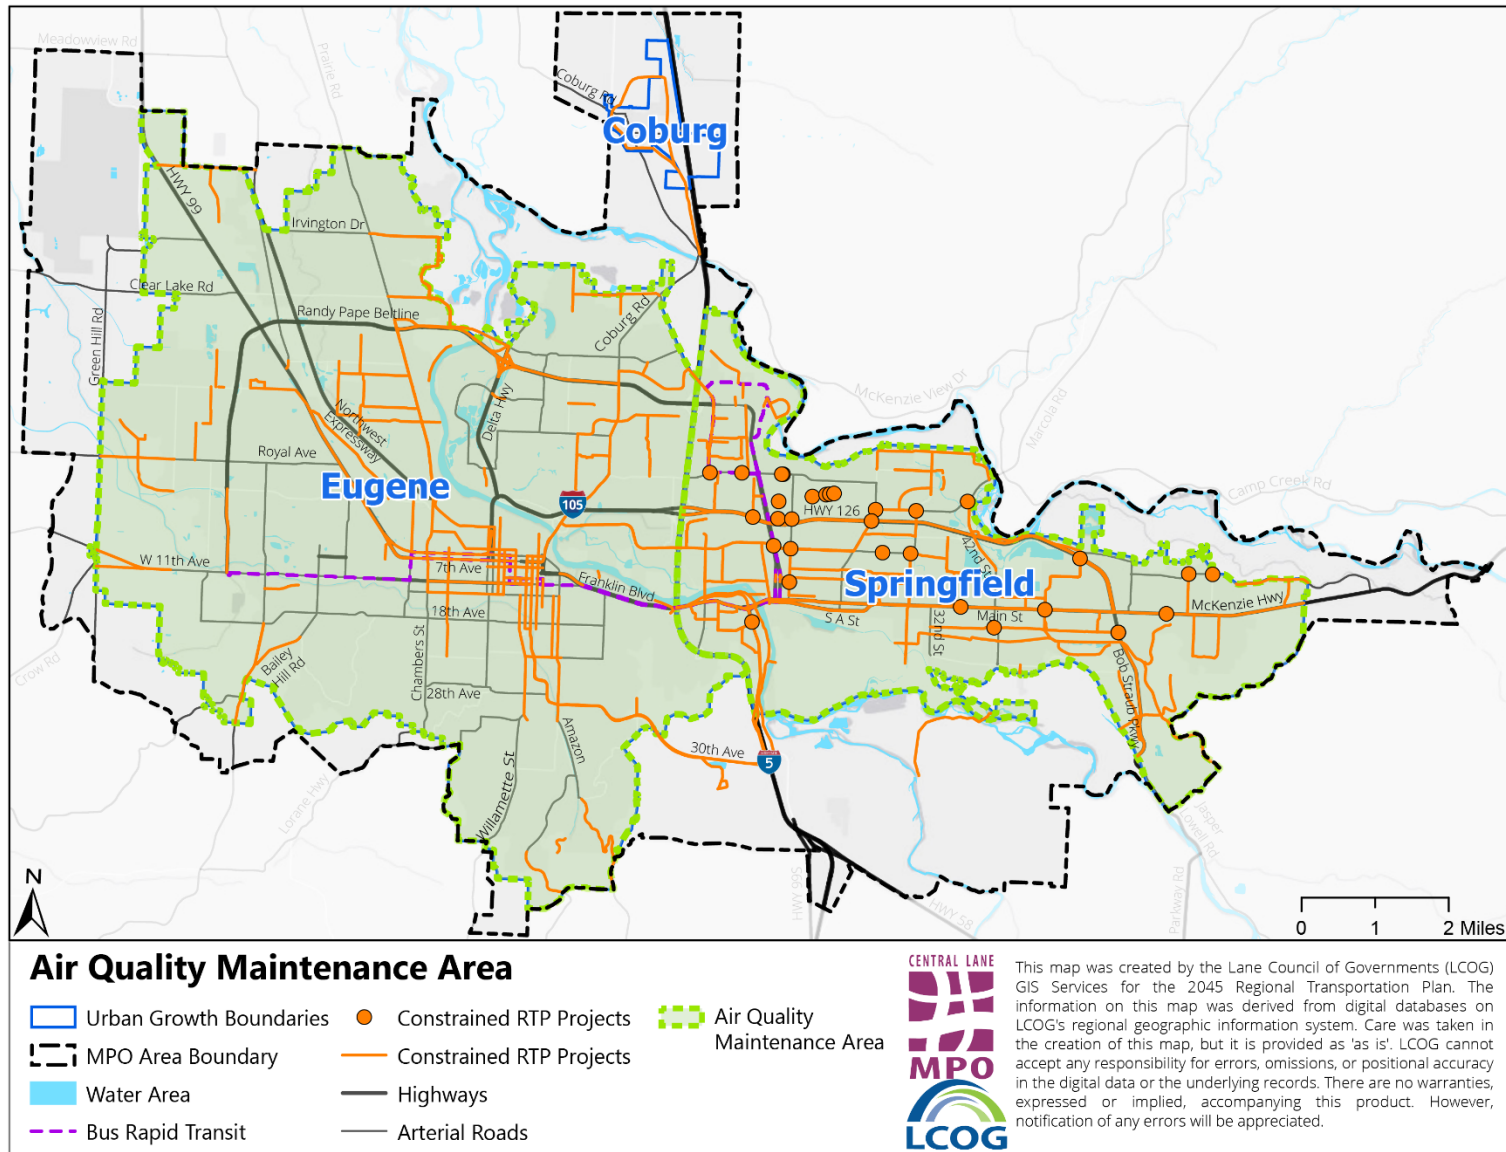 Meadowview Rd
Prairie Rd
Coburg Rd
Coburg
HWY 99
Irvington Dr
Clear Lake Rd
Green Hill Rd
Randy Pape Beltline
Coburg Rd
McKenzie View Dr
Marcola Rd
Delta Hwy
Northwest
Expressway
Royal Ave
Eugene
105
HWY 126
Camp Creek Rd
42nd St
W 11th Ave
7th Ave
Franklin Blvd
Springfield
McKenzie Hwy
18th Ave
S A St
32nd St
Main St
Crow Rd
Bailey
Hill Rd
Chambers St
28th Ave
Bob Straub Pkwy
Amazon
30th Ave
5
Willamette St
Lorane Hwy
Jasper
Lowell Rd
Parkway Rd
HWY 99S
HWY 58
N
0 1 2 Miles
Air Quality Maintenance Area
Urban Growth Boundaries
MPO Area Boundary
Water Area
Bus Rapid Transit
Constrained RTP Projects
Constrained RTP Projects
Highways
Arterial Roads
Air Quality
Maintenance Area
CENTRAL LANE
MPO
LCOG
This map was created by the Lane Council of Governments (LCOG)
GIS Services for the 2045 Regional Transportation Plan. The
information on this map was derived from digital databases on
LCOG's regional geographic information system. Care was taken in
the creation of this map, but it is provided as 'as is'. LCOG cannot
accept any responsibility for errors, omissions, or positional accuracy
in the digital data or the underlying records. There are no warranties,
expressed or implied, accompanying this product. However,
notification of any errors will be appreciated.